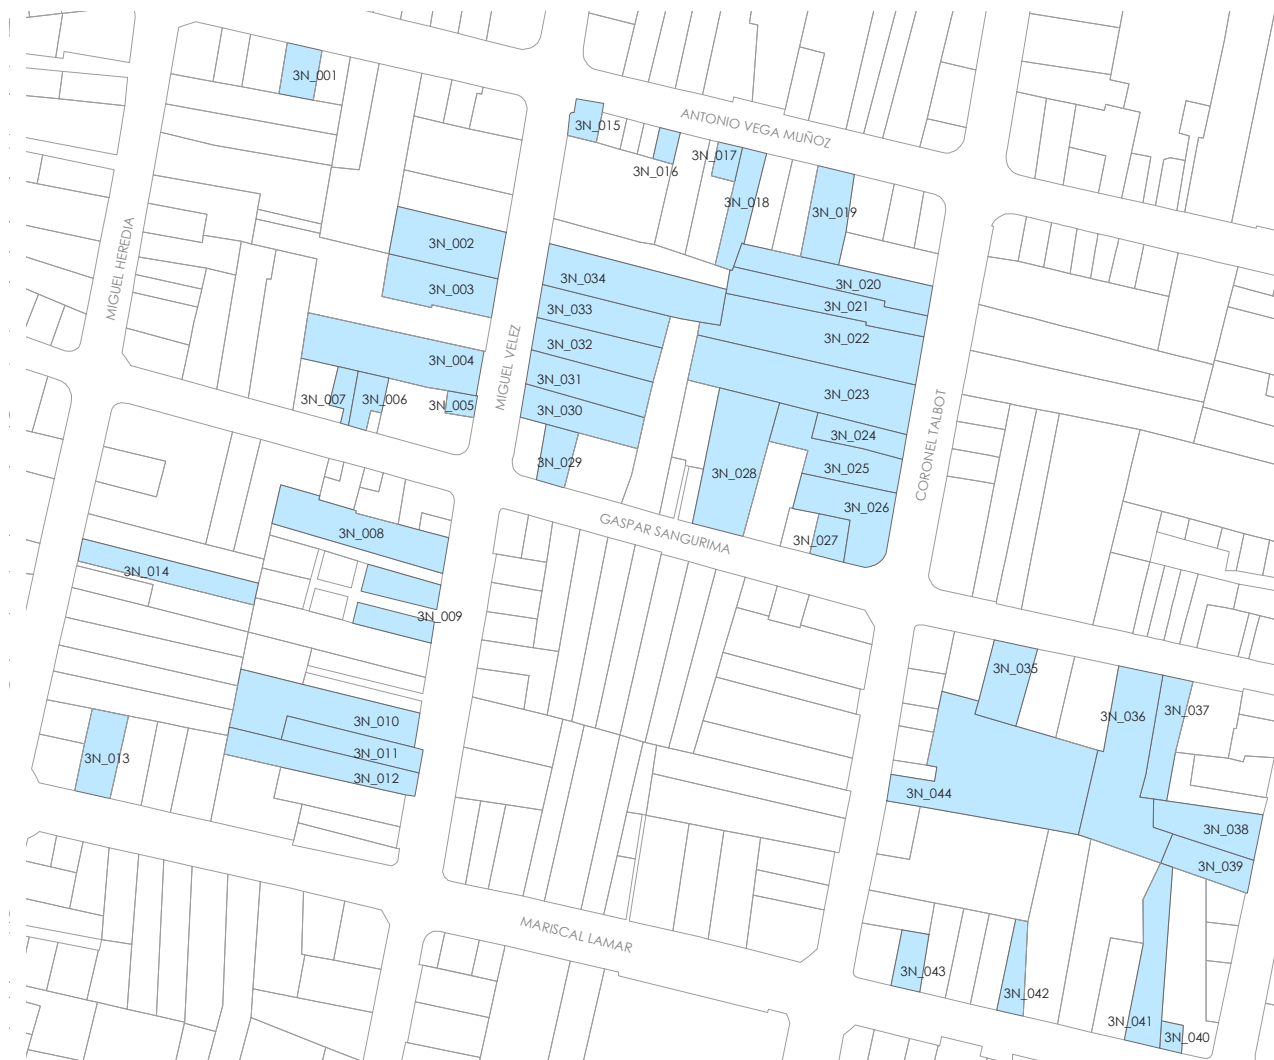 3N_001
3N_015
ANTONIO VEGA MUÑOZ
3N_016
3N_017
3N_018
3N_019
MIGUEL HEREDIA
3N_002
3N_003
3N_034
3N_020
3N_033
3N_021
3N_032
3N_022
3N_004
MIGUEL VELEZ
3N_031
3N_023
3N_007
3N_006
3N_005
3N_030
CORONEL TALBOT
3N_024
3N_029
3N_028
3N_025
3N_026
3N_008
GASPAR SANGURIMA
3N_027
3N_014
3N_009
3N_035
3N_010
3N_036
3N_037
3N_013
3N_011
3N_012
3N_044
3N_038
3N_039
MARISCAL LAMAR
3N_043
3N_042
3N_041
3N_040